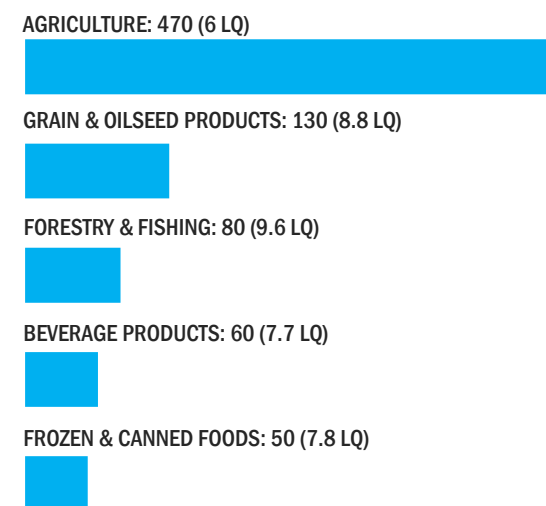 AGRICULTURE: 470 (6 LQ)
GRAIN & OILSEED PRODUCTS: 130 (8.8 LQ)
FORESTRY & FISHING: 80 (9.6 LQ)
BEVERAGE PRODUCTS: 60 (7.7 LQ)
FROZEN & CANNED FOODS: 50 (7.8 LQ)